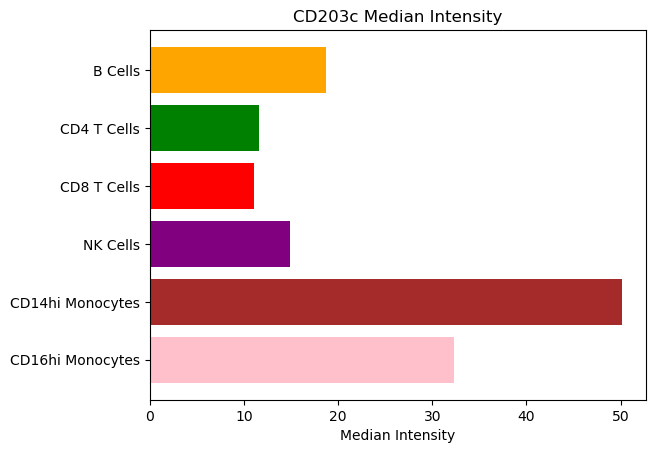 CD203c Median Intensity
B Cells
CD4 T Cells
CD8 T Cells
NK Cells
CD14hi Monocytes
CD16hi Monocytes
0 10 20 30 40 50
Median Intensity